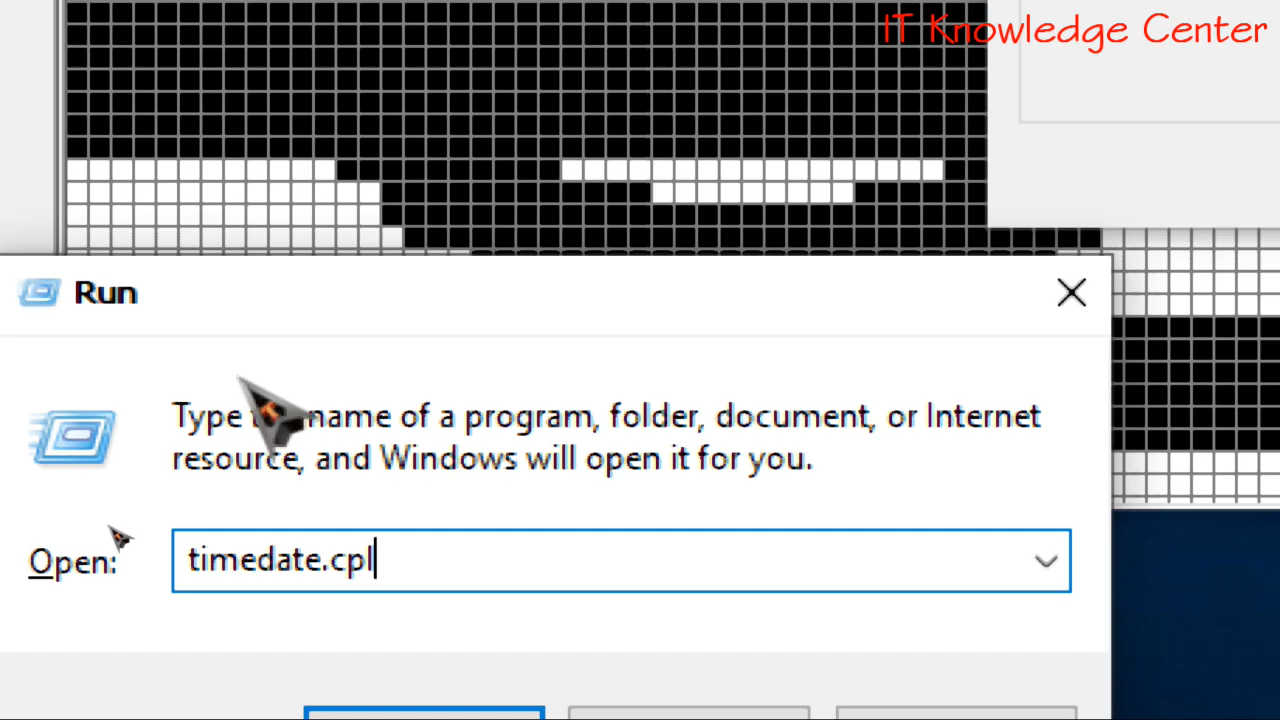 IT Knowledge Center
Run
Type name of a program, folder, document, or Internet
resource, and Windows will open it for you.
Open:
timedate.cpl